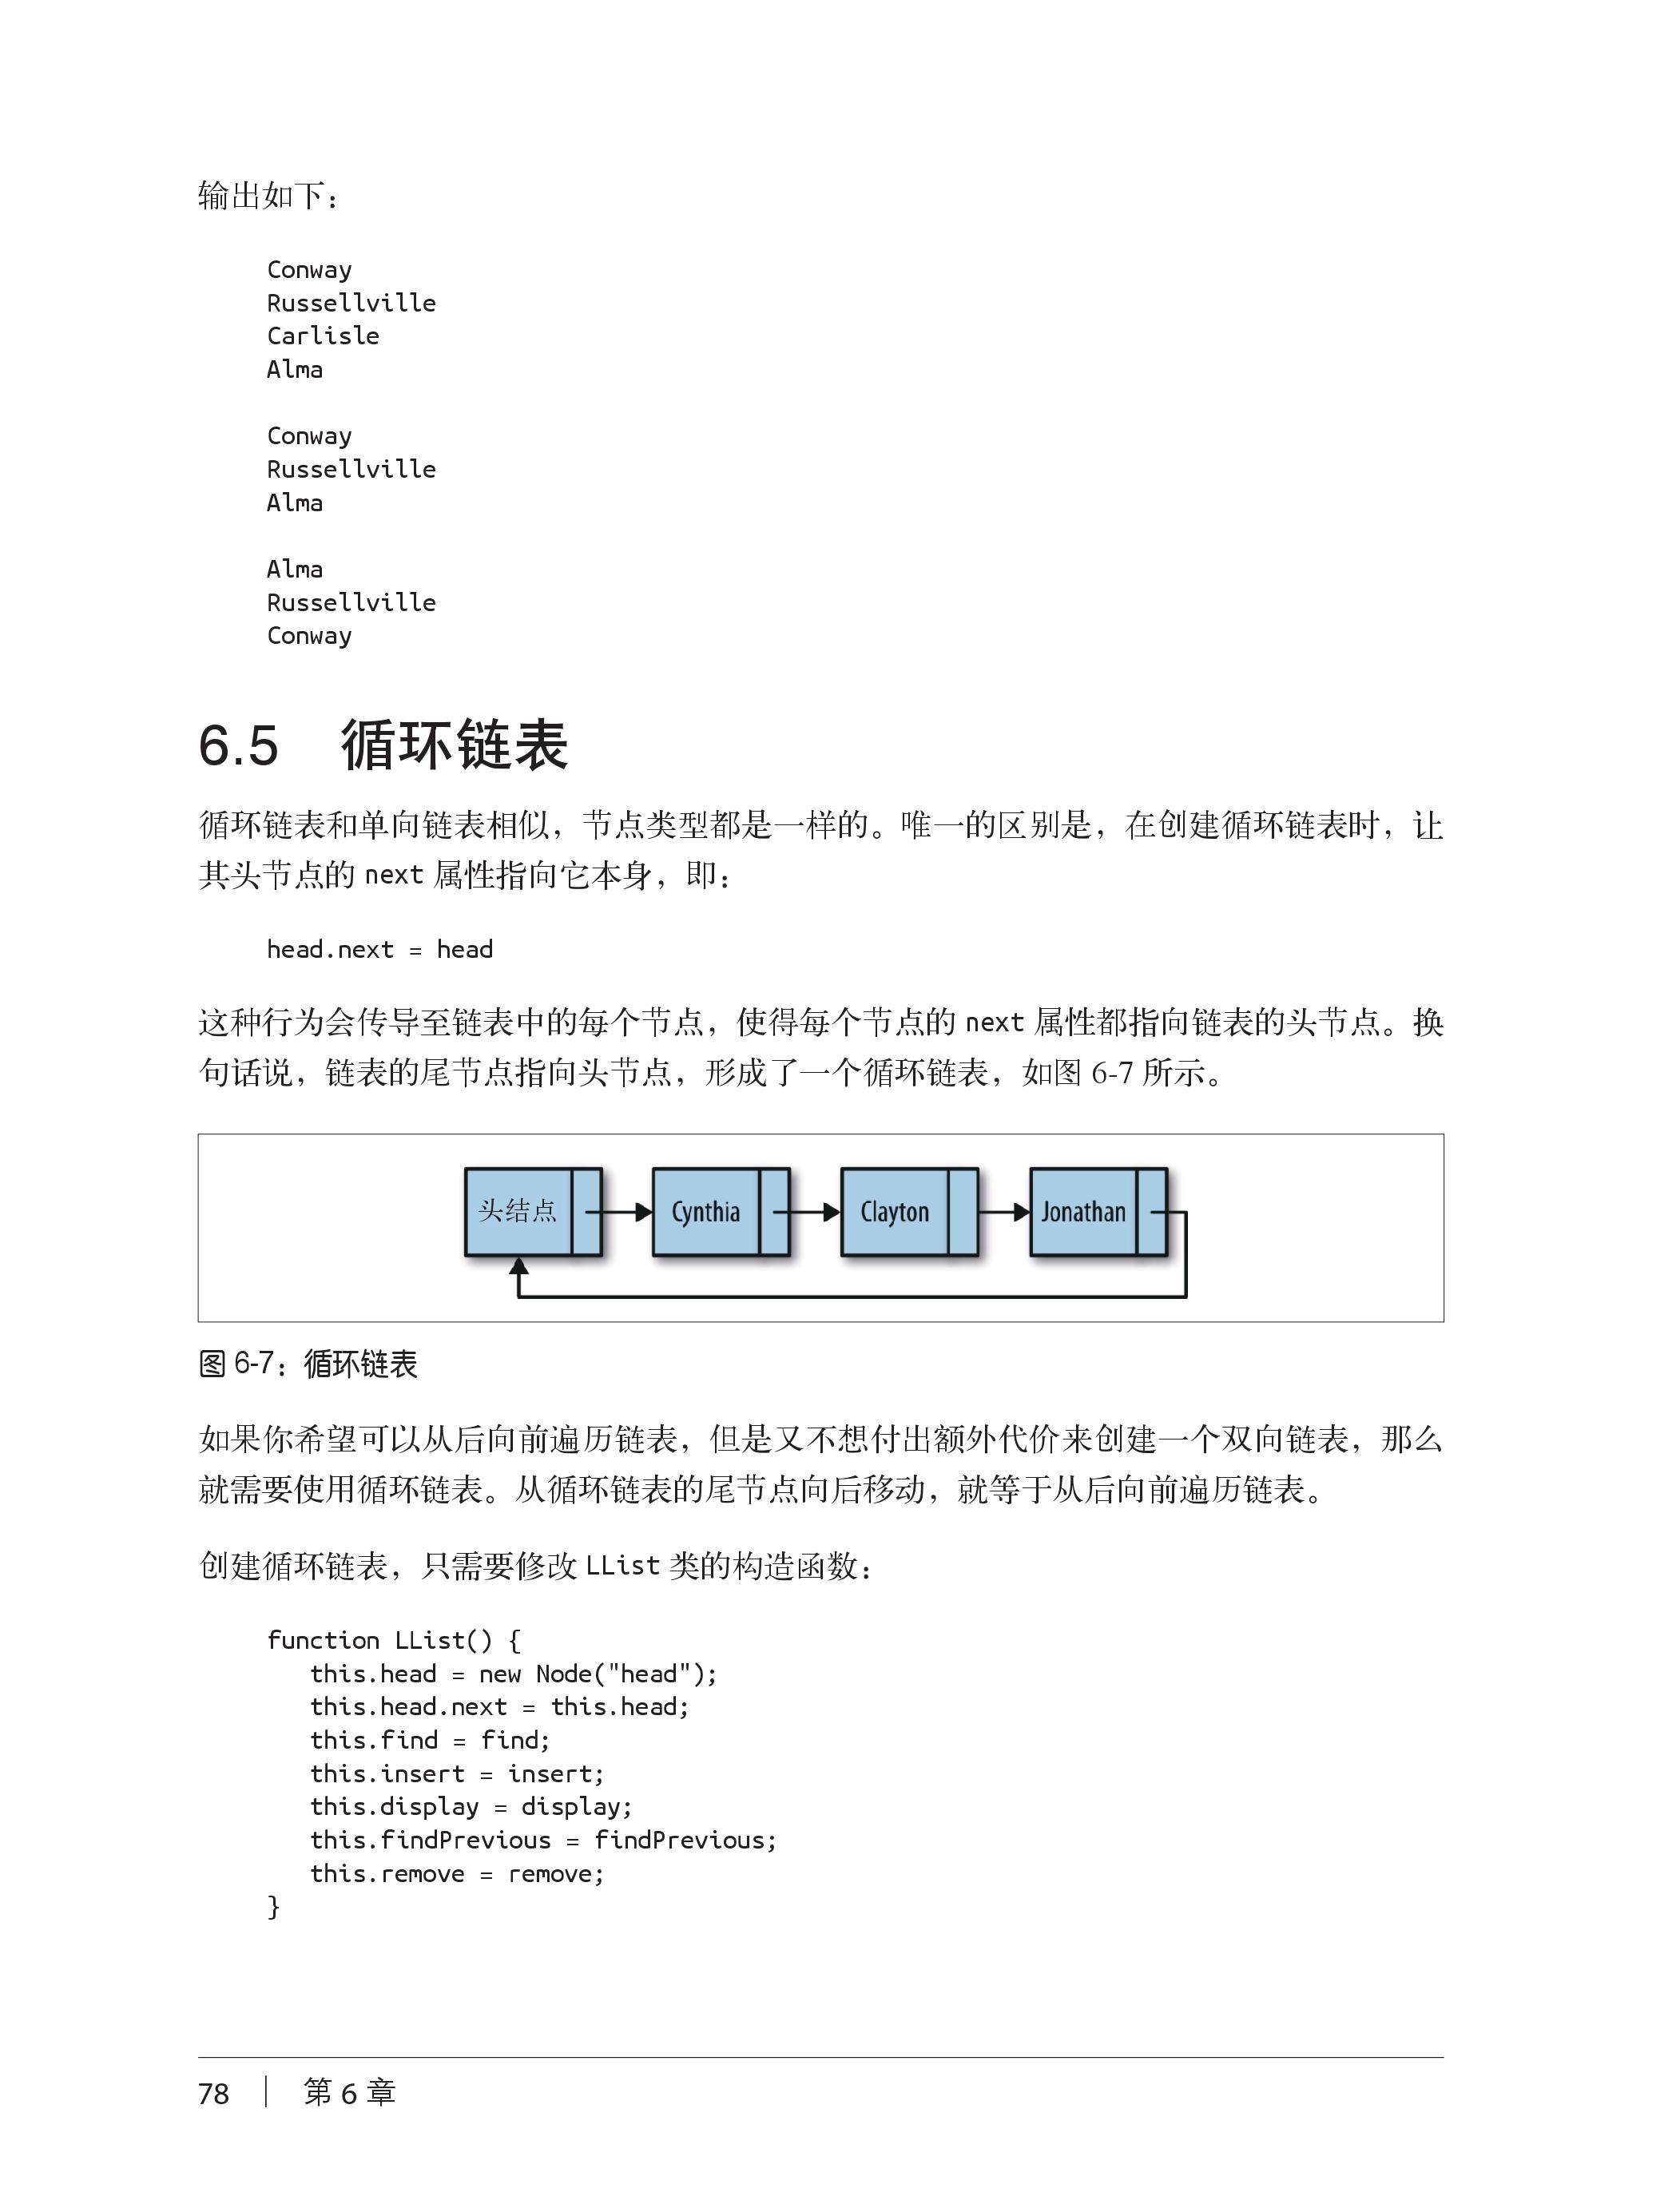 输出如下：
Conway
Russellville
Carlisle
Alma
Conway
Russellville
Alma
Alma
Russellville
Conway
6.5 循环链表
循环链表和单向链表相似，节点类型都是一样的。唯一的区别是，在创建循环链表时，让
其头节点的 next 属性指向它本身，即：
head.next = head
这种行为会传导至链表中的每个节点，使得每个节点的 next 属性都指向链表的头节点。换
句话说，链表的尾节点指向头节点，形成了一个循环链表，如图 6-7 所示。
头结点 Cynthia Clayton Jonathan
图 6-7：循环链表
如果你希望可以从后向前遍历链表，但是又不想付出额外代价来创建一个双向链表，那么
就需要使用循环链表。从循环链表的尾节点向后移动，就等于从后向前遍历链表。
创建循环链表，只需要修改 LList 类的构造函数：
function LList() {
   this.head = new Node("head");
   this.head.next = this.head;
   this.find = find;
   this.insert = insert;
   this.display = display;
   this.findPrevious = findPrevious;
   this.remove = remove;
}
78 | 第 6 章